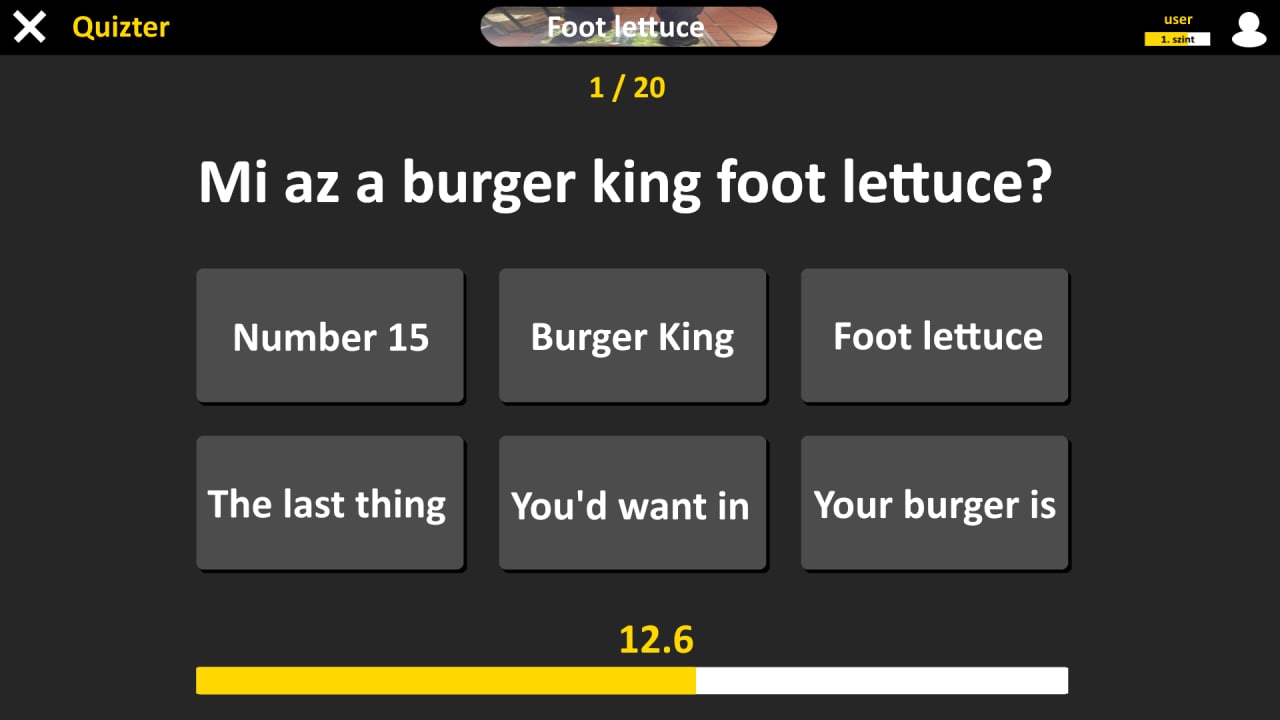 Quizter
Foot lettuce
user
1. szint
1 / 20
Mi az a burger king foot lettuce?
Number 15
Burger King
Foot lettuce
The last thing
You'd want in
Your burger is
12.6